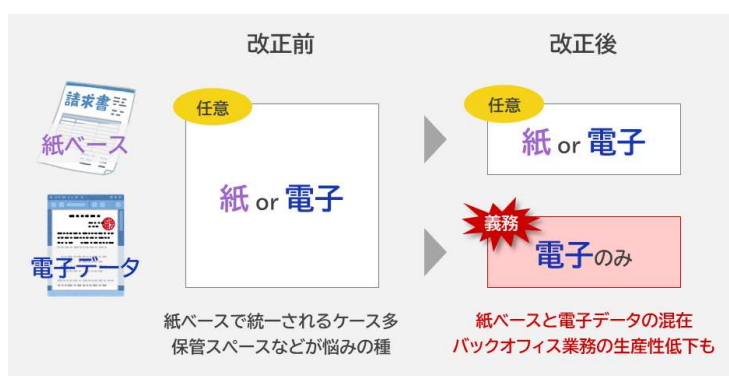 改正前
改正後
請求書
紙ベース
電子データ
任意
紙 or 電子
任意
紙 or 電子
義務
電子のみ
紙ベースで統一されるケース多
保管スペースなどが悩みの種
紙ベースと電子データの混在
バックオフィス業務の生産性低下も